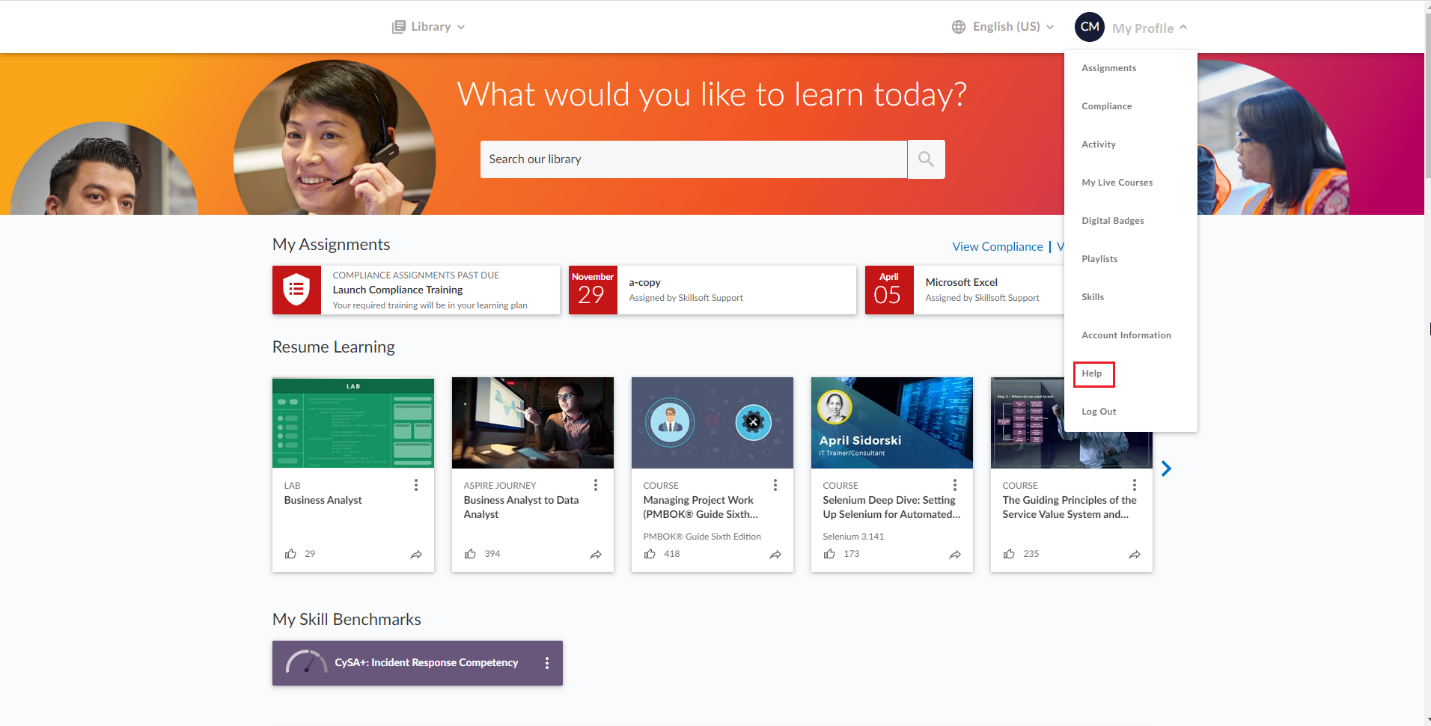 Library
English (US)
CM
My Profile
Assignments
Compliance
Activity
My Live Courses
Digital Badges
Playlists
Skills
Account Information
Help
Log Out
What would you like to learn today?
Search our library
My Assignments
View Compliance | V
COMPLIANCE ASSIGNMENTS PAST DUE
Launch Compliance Training
Your required training will be in your learning plan
November
29
a-copy
Assigned by Skillsoft Support
April
05
Microsoft Excel
Assigned by Skillsoft Support
Resume Learning
LAB
LAB
Business Analyst
29
ASPIRE JOURNEY
Business Analyst to Data
Analyst
394
COURSE
Managing Project Work
(PMBOK® Guide Sixth...
PMBOK® Guide Sixth Edition
418
April Sidorski
IT Trainer/Consultant
COURSE
Selenium Deep Dive: Setting
Up Selenium for Automated...
Selenium 3.141
173
COURSE
The Guiding Principles of the
Service Value System and...
235
My Skill Benchmarks
CySA+: Incident Response Competency